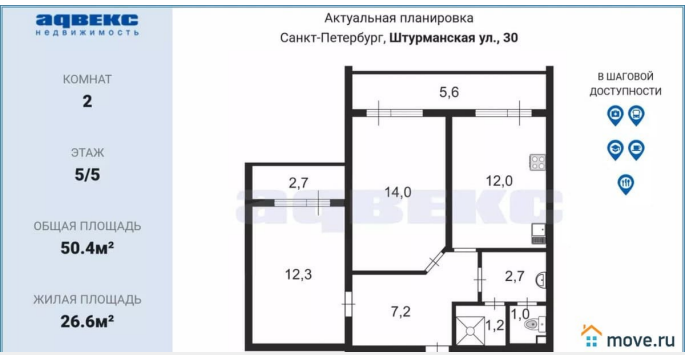 адвекс
НЕДВИЖИМОСТЬ
КОМНАТ
2
ЭТАЖ
5/5
ОБЩАЯ ПЛОЩАДЬ
50.4м²
ЖИЛАЯ ПЛОЩАДЬ
26.6м²
Актуальная планировка
Санкт-Петербург, Штурманская ул., 30
5,6
2,7
14,0
12,0
адвекс
12,3
2,7
7,2
1,2
1,0
В ШАГОВОЙ
ДОСТУПНОСТИ
move.ru